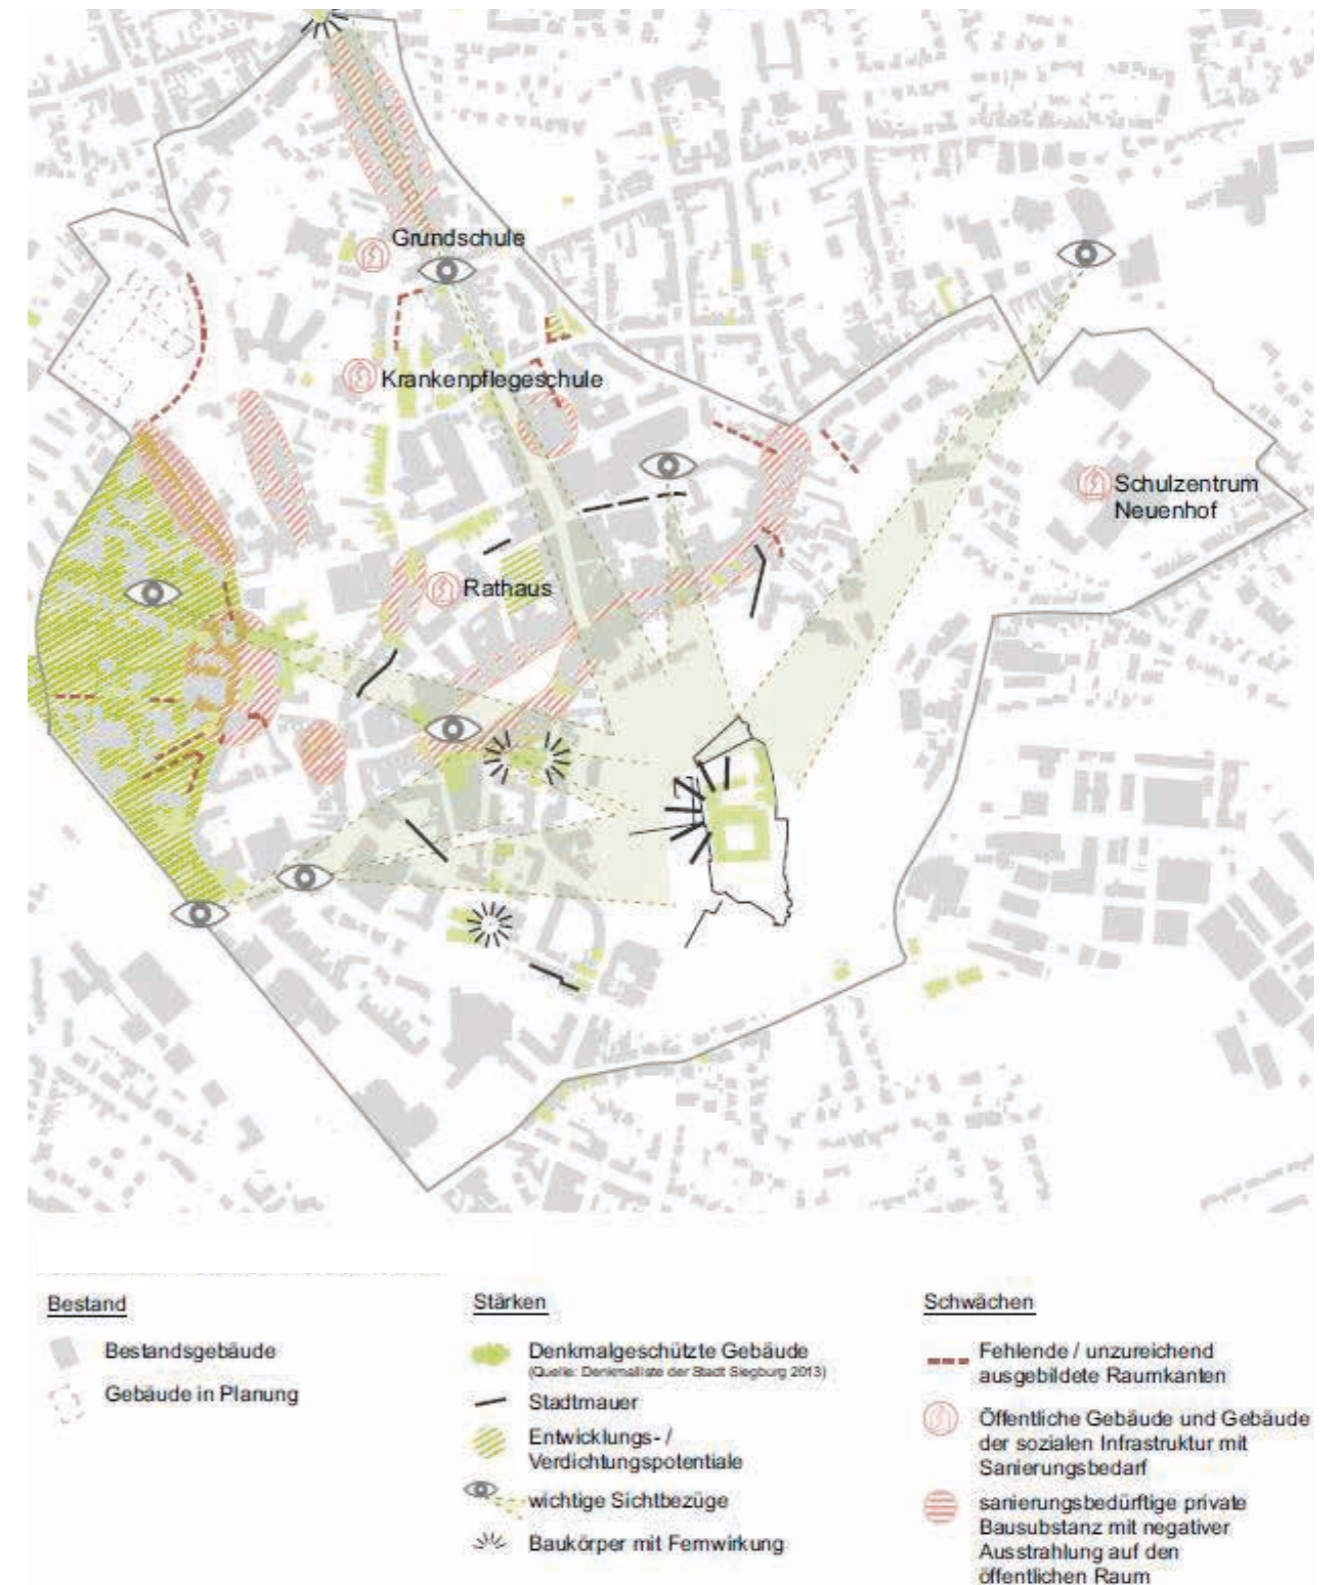 Grundschule
Krankenpflegeschule
Schulzentrum
Neuenhof
Rathaus
Bestand
Bestandsgebäude
Gebäude in Planung
Stärken
Denkmalgeschützte Gebäude
(Quelle: Denkmalliste der Stadt Siegburg 2013)
Stadtmauer
Entwicklungs- /
Verdichtungspotentiale
wichtige Sichtbezüge
Baukörper mit Fernwirkung
Schwächen
Fehlende / unzureichend
ausgebildete Raumkanten
Öffentliche Gebäude und Gebäude
der sozialen Infrastruktur mit
Sanierungsbedarf
sanierungsbedürftige private
Bausubstanz mit negativer
Ausstrahlung auf den
öffentlichen Raum